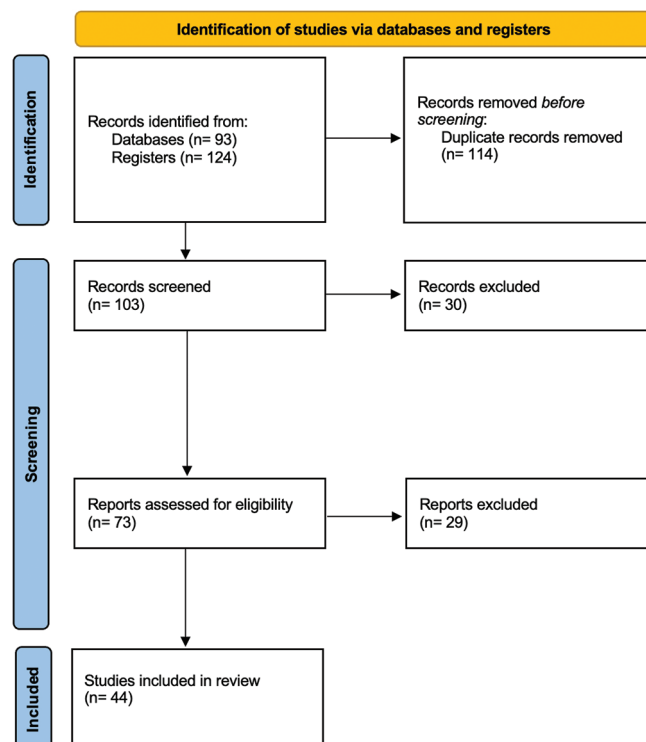 Identification of studies via databases and registers
Identification
Records identified from:
Databases (n= 93)
Registers (n= 124)
Records removed before
screening:
Duplicate records removed
(n= 114)
Screening
Records screened
(n= 103)
Records excluded
(n= 30)
Reports assessed for eligibility
(n= 73)
Reports excluded
(n= 29)
Included
Studies included in review
(n= 44)